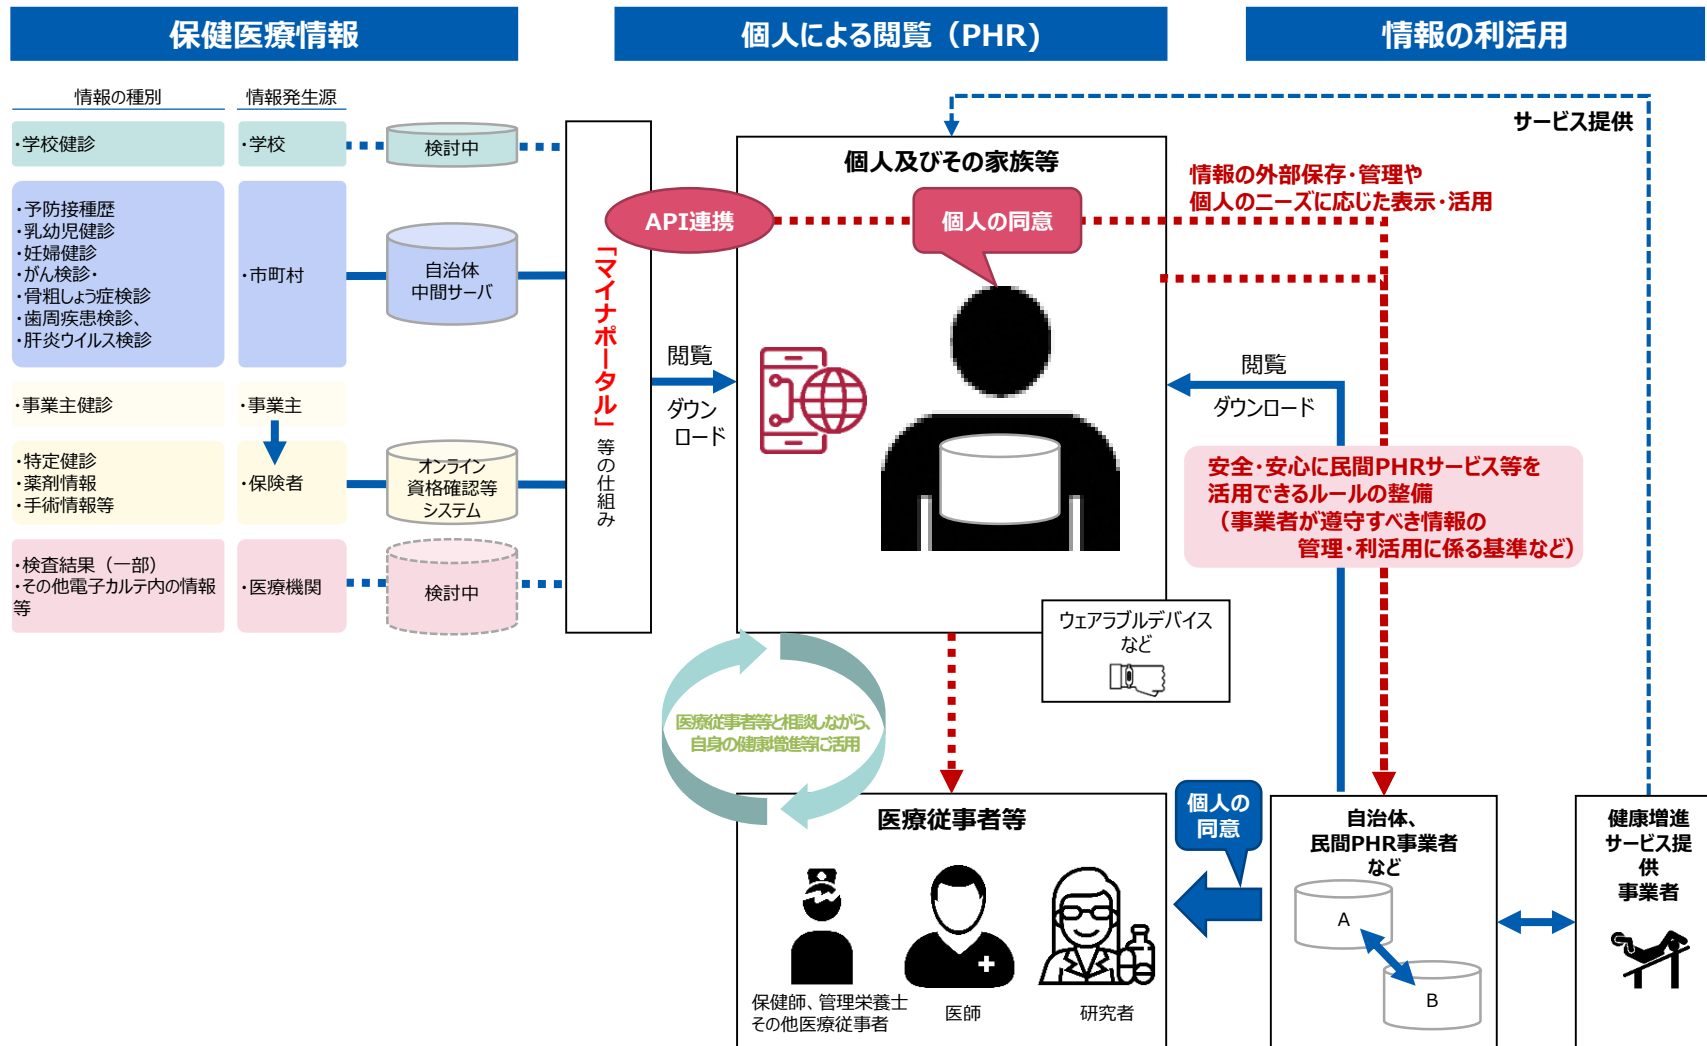 保健医療情報
個人による閲覧（PHR)
情報の利活用
情報の種別
情報発生源
・学校健診
・学校
検討中
・予防接種歴
・乳幼児健診
・妊婦健診
・がん検診・
・骨粗しょう症検診
・歯周疾患検診、
・肝炎ウイルス検診
・市町村
自治体
中間サーバ
・事業主健診
・事業主
・特定健診
・薬剤情報
・手術情報等
・保険者
オンライン
資格確認等
システム
・検査結果（一部）
・その他電子カルテ内の情報
等
・医療機関
検討中
「マイナポータル」
等の仕組み
API連携
閲覧
ダウン
ロード
個人及びその家族等
個人の同意
ウェアラブルデバイス
など
サービス提供
情報の外部保存・管理や
個人のニーズに応じた表示・活用
閲覧
ダウンロード
安全・安心に民間PHRサービス等を
活用できるルールの整備
（事業者が遵守すべき情報の
管理・利活用に係る基準など）
医療従事者等と相談しながら、
自身の健康増進等に活用
医療従事者等
保健師、管理栄養士
その他医療従事者
医師
研究者
個人の
同意
自治体、
民間PHR事業者
など
A
B
健康増進
サービス提
供
事業者